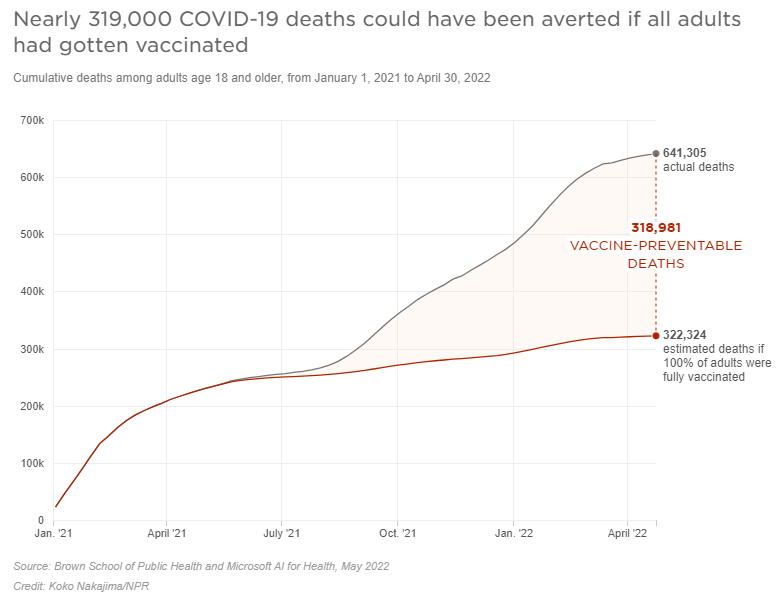 Nearly 319,000 COVID-19 deaths could have been averted if all adults
had gotten vaccinated
Cumulative deaths among adults age 18 and older, from January 1, 2021 to April 30, 2022
700k
600k
500k
400k
300k
200k
100k
0
641,305
actual deaths
318,981
VACCINE-PREVENTABLE
DEATHS
322,324
estimated deaths if
100% of adults were
fully vaccinated
Jan. '21
April '21
July '21
Oct. '21
Jan. '22
April '22
Source: Brown School of Public Health and Microsoft AI for Health, May 2022
Credit: Koko Nakajima/NPR